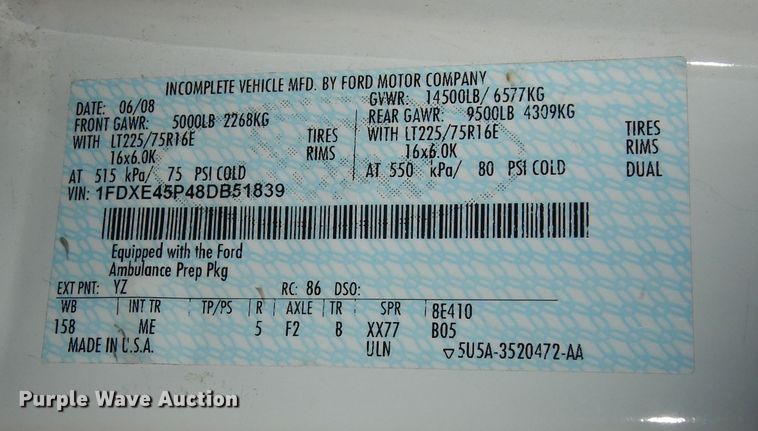 INCOMPLETE VEHICLE MFD. BY FORD MOTOR COMPANY
DATE: 06/08 GVWR: 14500LB/ 6577KG
FRONT GAWR: 5000LB 2268KG REAR GAWR: 9500LB 4309KG
WITH LT225/75R16E TIRES WITH LT225/75R16E TIRES
16x6.0K RIMS 16x6.0K RIMS
AT 515 kPa/ 75 PSI COLD AT 550 kPa/ 80 PSI COLD DUAL
VIN: 1FDXE45P48DB51839
Equipped with the Ford
Ambulance Prep Pkg
EXT PNT: YZ RC: 86 DSO:
WB INT TR TP/PS R AXLE TR SPR 8E410
158 ME 5 F2 B XX77 B05
MADE IN U.S.A. ULN ▽5U5A-3520472-AA
Purple Wave Auction